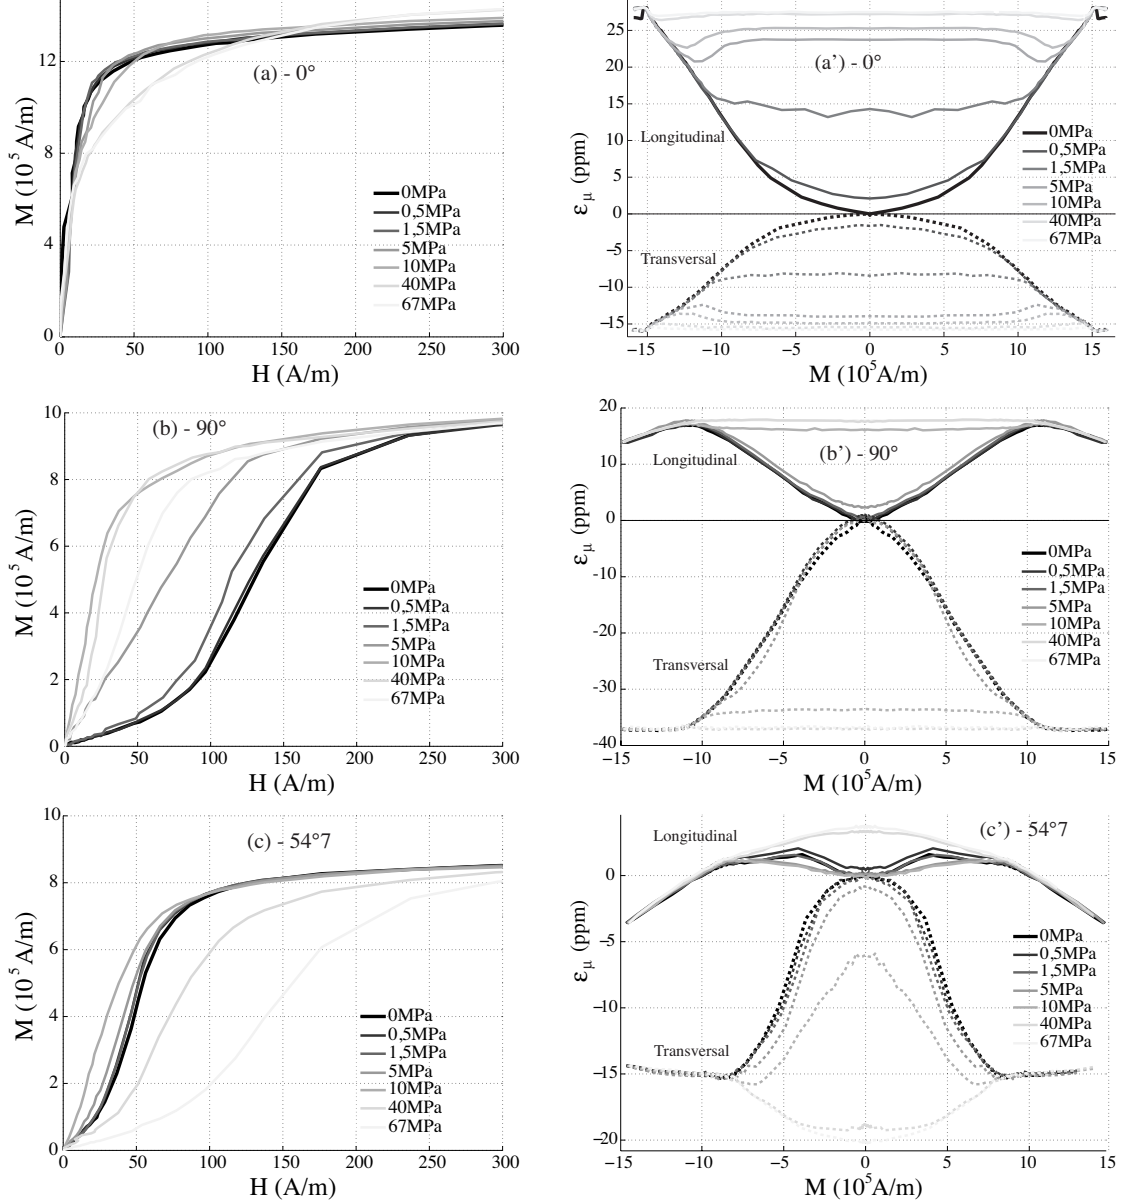 M (10⁵ A/m)
12
8
4
0
(a) - 0°
0MPa
0,5MPa
1,5MPa
5MPa
10MPa
40MPa
67MPa
0 50 100 150 200 250 300
H (A/m)
ε_μ (ppm)
25
20
15
10
5
0
−5
−10
−15
(a') - 0°
Longitudinal
Transversal
0MPa
0,5MPa
1,5MPa
5MPa
10MPa
40MPa
67MPa
−15 −10 −5 0 5 10 15
M (10⁵A/m)
M (10⁵ A/m)
10
8
6
4
2
0
(b) - 90°
0MPa
0,5MPa
1,5MPa
5MPa
10MPa
40MPa
67MPa
0 50 100 150 200 250 300
H (A/m)
ε_μ (ppm)
20
10
0
-10
-20
-30
-40
(b') - 90°
Longitudinal
Transversal
0MPa
0,5MPa
1,5MPa
5MPa
10MPa
40MPa
67MPa
−15 −10 −5 0 5 10 15
M (10⁵A/m)
M (10⁵ A/m)
10
8
6
4
2
0
(c) - 54°7
0MPa
0,5MPa
1,5MPa
5MPa
10MPa
40MPa
67MPa
0 50 100 150 200 250 300
H (A/m)
ε_μ (ppm)
0
−5
−10
−15
−20
(c') - 54°7
Longitudinal
Transversal
0MPa
0,5MPa
1,5MPa
5MPa
10MPa
40MPa
67MPa
−15 −10 −5 0 5 10 15
M (10⁵A/m)